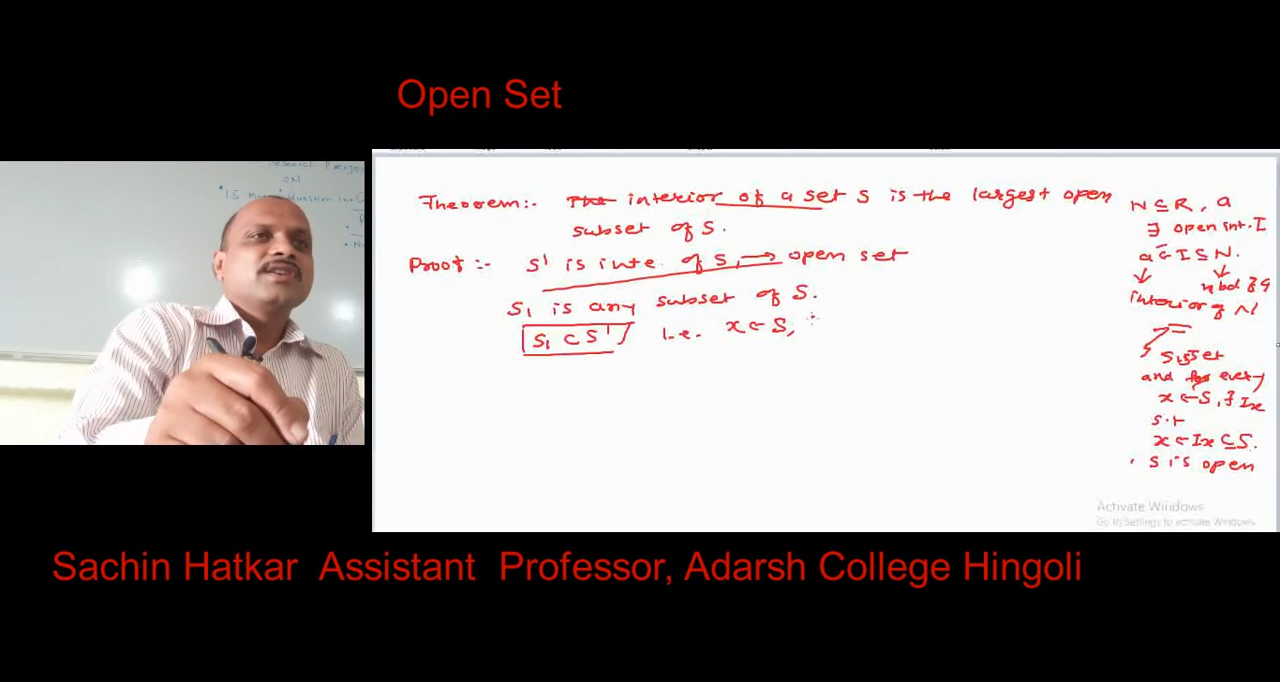 Open Set
Research
ON
Theorem:- The interior of a set S is the largest open
subset of S.
Proof:- S' is inte. of S, → open set
S₁ is any subset of S.
S₁ ⊂ S' i.e. x ∈ S,
N ⊆ R, a
∃ open int. I
a ∈ I ⊆ N.
nbd of a
interior of N
S is set
and for every
x ∈ S, ∃ Ix
s.t
x ∈ Ix ⊆ S.
S is open
Activate Windows
Go to Settings to activate Windows.
Sachin Hatkar Assistant Professor, Adarsh College Hingoli